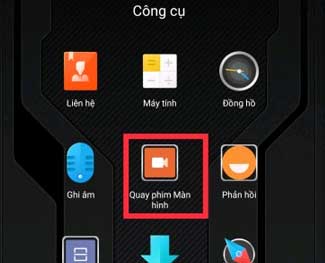 Công cụ
Liên hệ
Máy tính
Đồng hồ
Ghi âm
Quay phim Màn
hình
Phản hồi